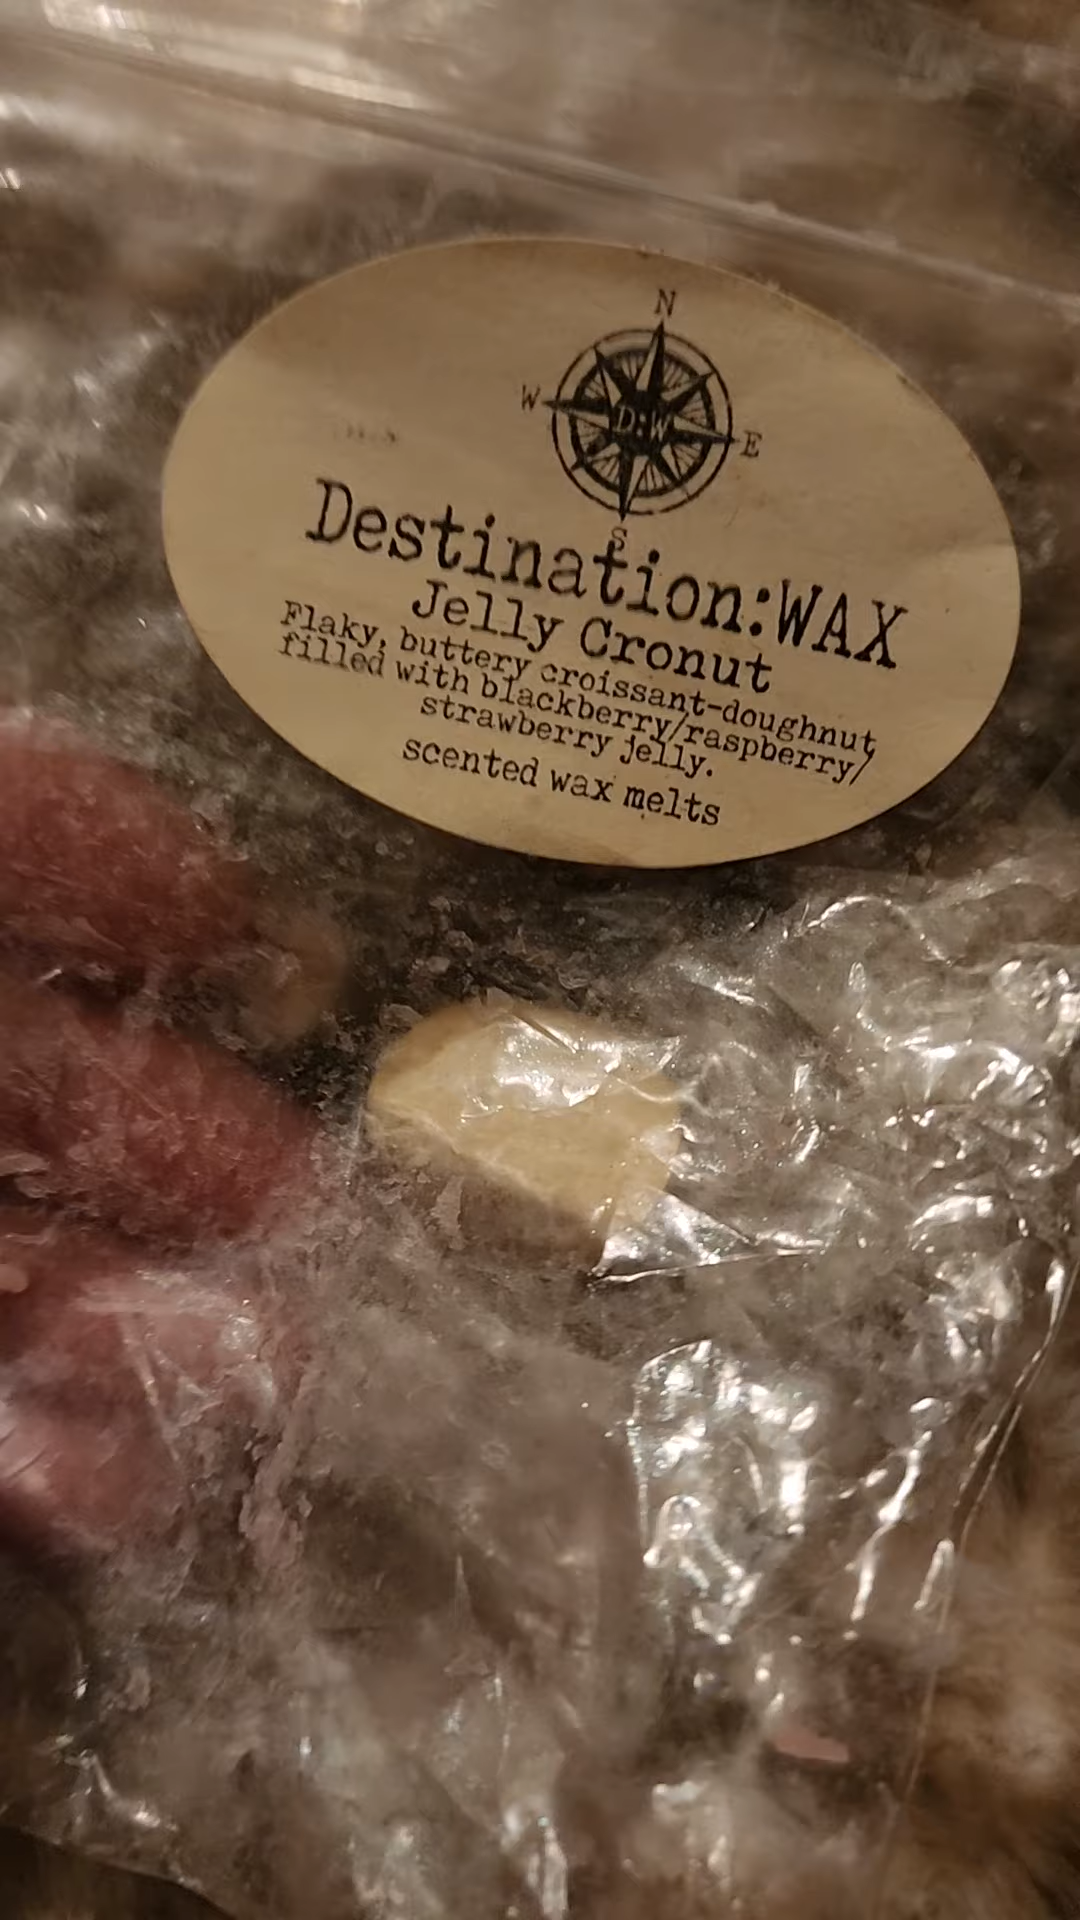 N
W
D:W
E
S
Destination:WAX
Jelly Cronut
Flaky, buttery croissant-doughnut
filled with blackberry/raspberry/
strawberry jelly.
scented wax melts